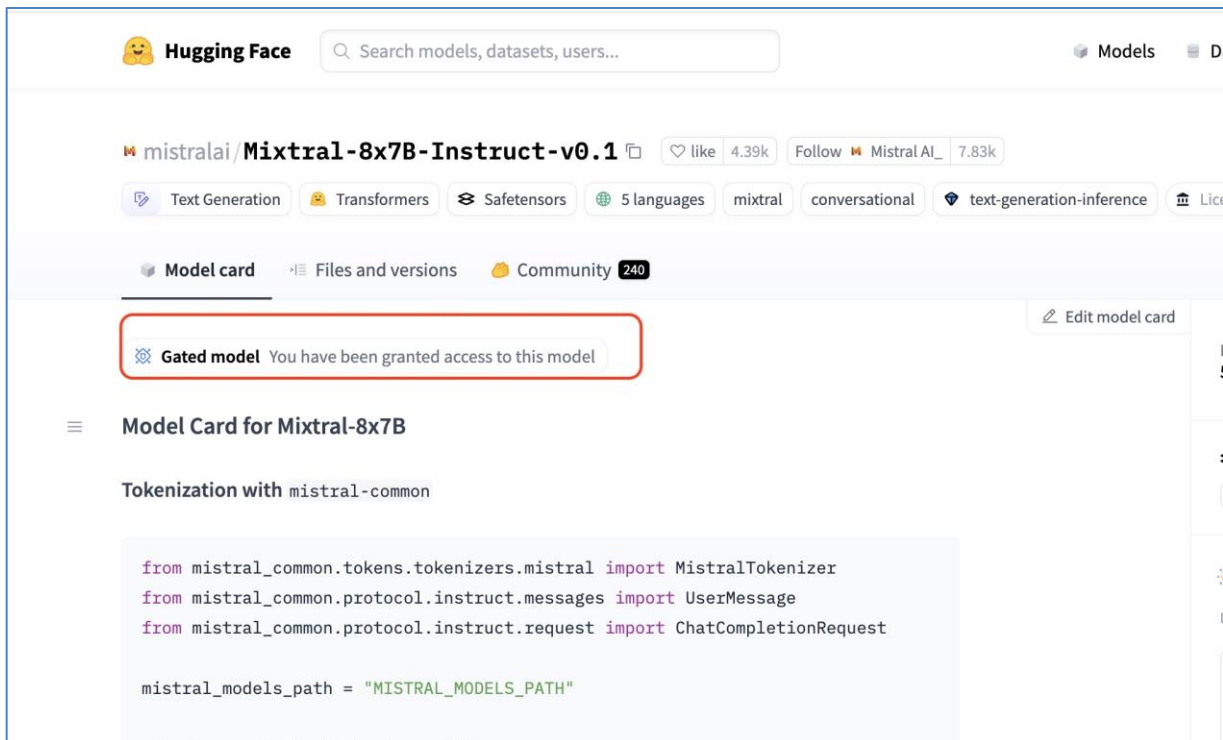 Hugging Face
Search models, datasets, users...
Models
D
mistralai/Mixtral-8x7B-Instruct-v0.1
like 4.39k
Follow Mistral AI_ 7.83k
Text Generation
Transformers
Safetensors
5 languages
mixtral
conversational
text-generation-inference
Lice
Model card
Files and versions
Community 240
Edit model card
Gated model You have been granted access to this model
Model Card for Mixtral-8x7B
Tokenization with mistral-common
from mistral_common.tokens.tokenizers.mistral import MistralTokenizer
from mistral_common.protocol.instruct.messages import UserMessage
from mistral_common.protocol.instruct.request import ChatCompletionRequest
mistral_models_path = "MISTRAL_MODELS_PATH"